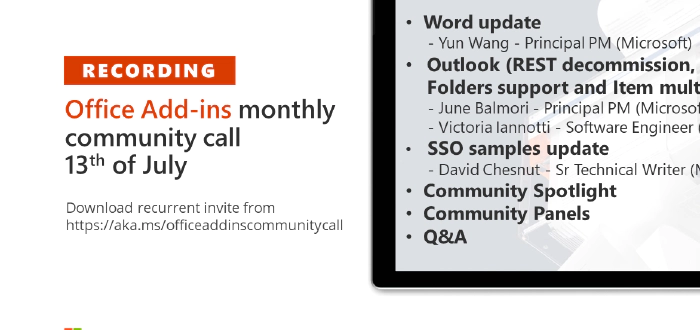 RECORDING
Office Add-ins monthly
community call
13th of July
Download recurrent invite from
https://aka.ms/officeaddinscommunitycall
• Word update
- Yun Wang - Principal PM (Microsoft)
• Outlook (REST decommission,
Folders support and Item
- June Balmori - Principal PM
- Victoria Iannotti - Software Engineer
• SSO samples update
- David Chesnut - Sr Technical Writer
• Community Spotlight
• Community Panels
• Q&A